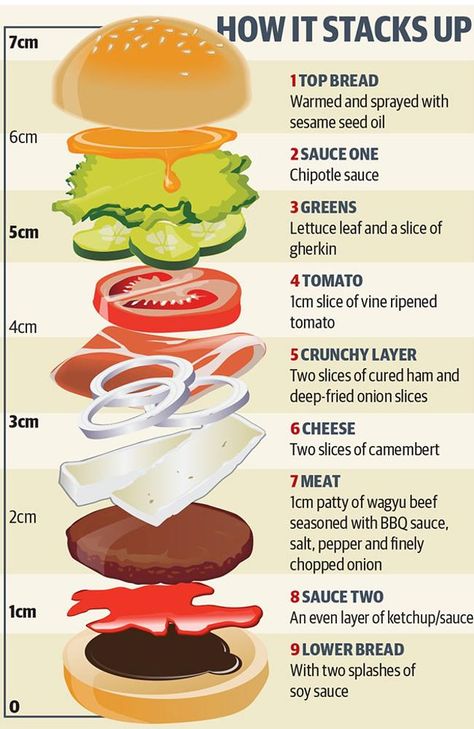 HOW IT STACKS UP
7cm
1 TOP BREAD
Warmed and sprayed with
sesame seed oil
6cm
2 SAUCE ONE
Chipotle sauce
5cm
3 GREENS
Lettuce leaf and a slice of
gherkin
4cm
4 TOMATO
1cm slice of vine ripened
tomato
5 CRUNCHY LAYER
Two slices of cured ham and
deep-fried onion slices
3cm
6 CHEESE
Two slices of camembert
7 MEAT
1cm patty of wagyu beef
seasoned with BBQ sauce,
salt, pepper and finely
chopped onion
2cm
8 SAUCE TWO
An even layer of ketchup/sauce
1cm
9 LOWER BREAD
With two splashes of
soy sauce
0